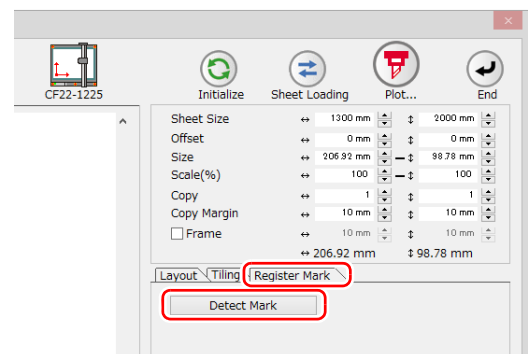 CF22-1225 Initialize Sheet Loading Plot... End
Sheet Size 1300 mm 2000 mm
Offset 0 mm 0 mm
Size 206.92 mm 98.78 mm
Scale(%) 100 100
Copy 1 1
Copy Margin 10 mm 10 mm
Frame 10 mm 10 mm
206.92 mm 98.78 mm
Layout Tiling Register Mark
Detect Mark